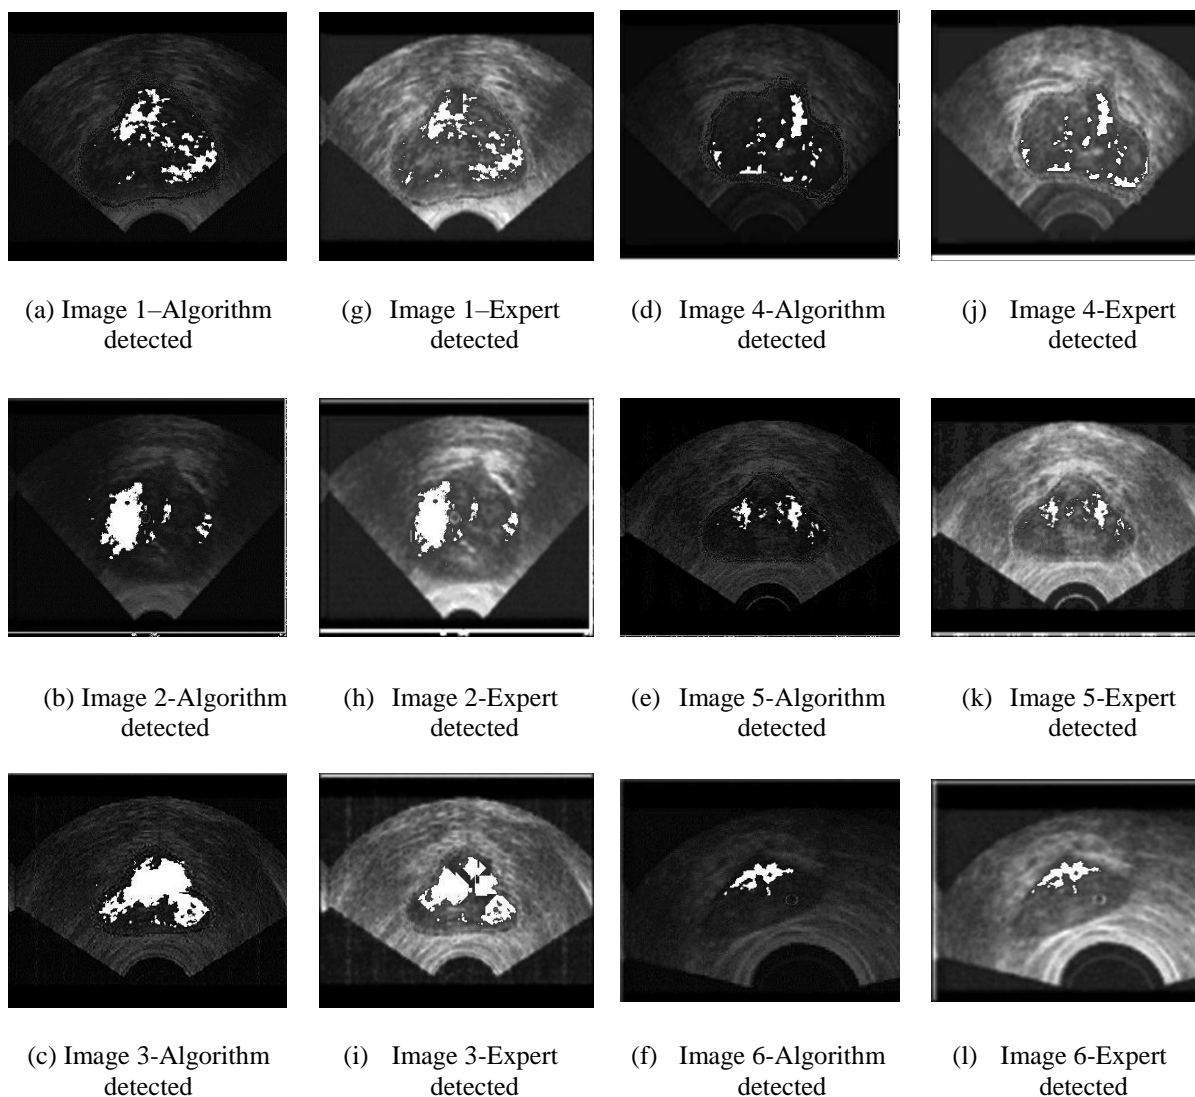 (a) Image 1–Algorithm
detected
(g) Image 1–Expert
detected
(d) Image 4-Algorithm
detected
(j) Image 4-Expert
detected
(b) Image 2-Algorithm
detected
(h) Image 2-Expert
detected
(e) Image 5-Algorithm
detected
(k) Image 5-Expert
detected
(c) Image 3-Algorithm
detected
(i) Image 3-Expert
detected
(f) Image 6-Algorithm
detected
(l) Image 6-Expert
detected